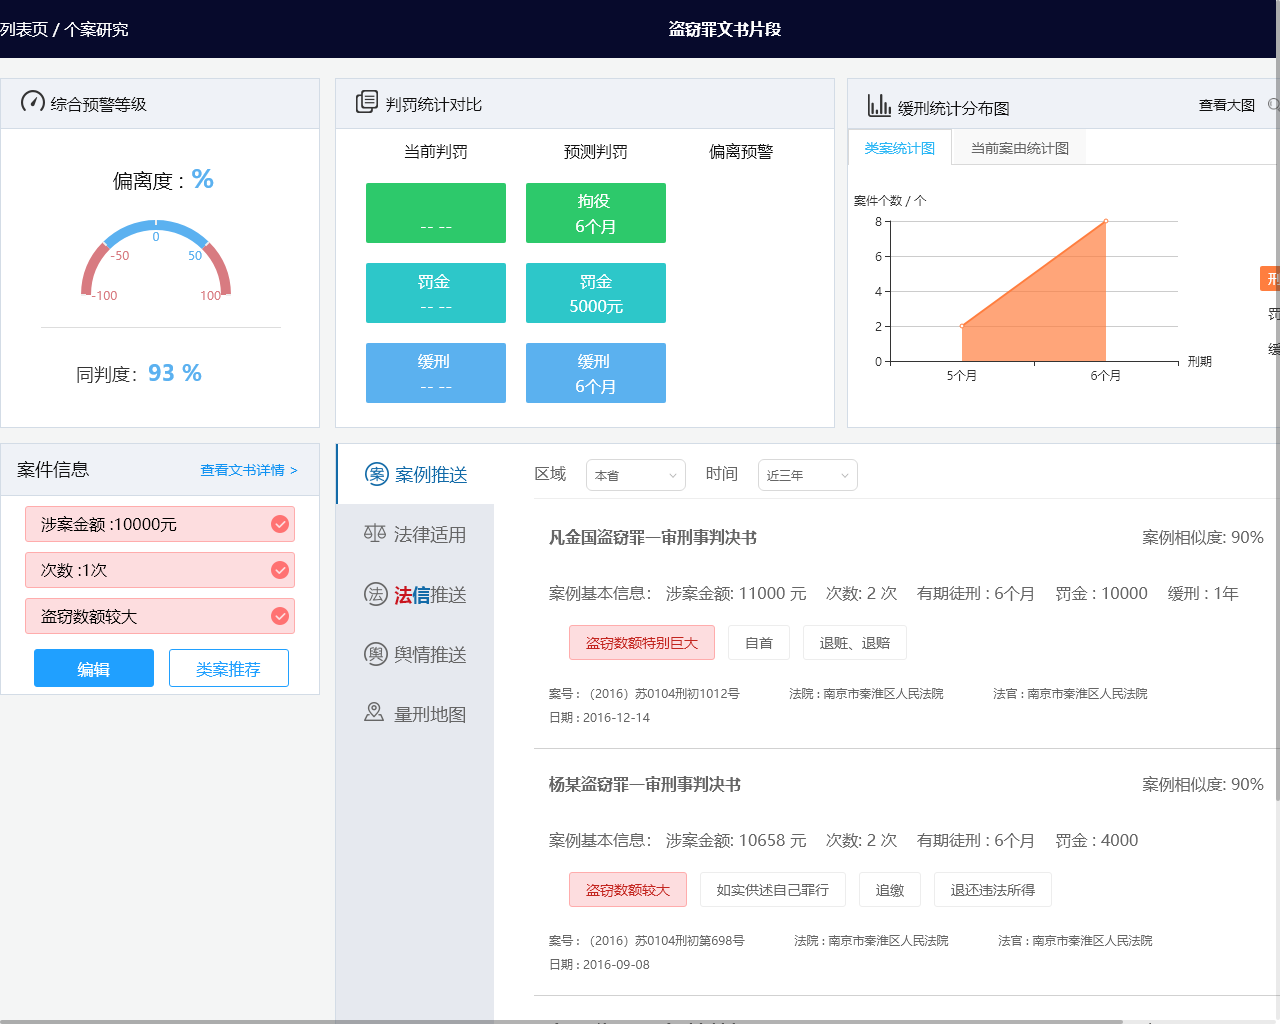 列表页 / 个案研究
盗窃罪文书片段
综合预警等级
偏离度 : %
0
-50
50
-100
100
同判度： 93 %
判罚统计对比
当前判罚
预测判罚
偏离预警
-- --
拘役
6个月
罚金
-- --
罚金
5000元
缓刑
-- --
缓刑
6个月
缓刑统计分布图
查看大图
类案统计图
当前案由统计图
案件个数 / 个
8
6
4
2
0
5个月
6个月
刑期
刑
罚
缓
案件信息
查看文书详情 >
涉案金额 :10000元
次数 :1次
盗窃数额较大
编辑
类案推荐
案 案例推送
法律适用
法 法信推送
舆 舆情推送
量刑地图
区域 本省 时间 近三年
凡金国盗窃罪一审刑事判决书 案例相似度: 90%
案例基本信息： 涉案金额: 11000 元 次数: 2 次 有期徒刑 : 6个月 罚金 : 10000 缓刑 : 1年
盗窃数额特别巨大 自首 退赃、退赔
案号 : （2016）苏0104刑初1012号 法院 : 南京市秦淮区人民法院 法官 : 南京市秦淮区人民法院
日期 : 2016-12-14
杨某盗窃罪一审刑事判决书 案例相似度: 90%
案例基本信息： 涉案金额: 10658 元 次数: 2 次 有期徒刑 : 6个月 罚金 : 4000
盗窃数额较大 如实供述自己罪行 追缴 退还违法所得
案号 : （2016）苏0104刑初第698号 法院 : 南京市秦淮区人民法院 法官 : 南京市秦淮区人民法院
日期 : 2016-09-08